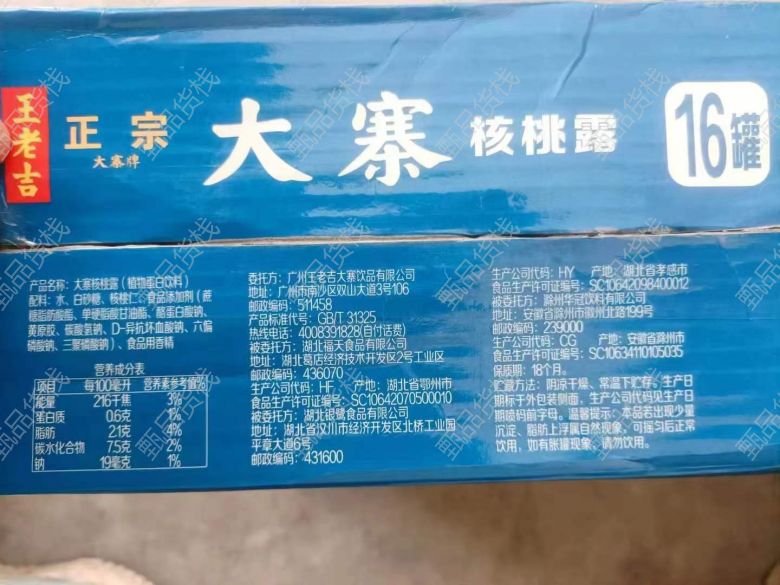 王老吉
正宗
大寨牌
大寨
核桃露
16罐
产品名称：大寨核桃露（植物蛋白饮料）
配料：水、白砂糖、核桃仁、食品添加剂（蔗
糖脂肪酸酯、单硬脂酸甘油酯、酪蛋白酸钠、
黄原胶、碳酸氢钠、D-异抗坏血酸钠、六偏
磷酸钠、三聚磷酸钠）、食品用香精
营养成分表
项目 每100毫升 营养素参考值%
能量 216千焦 3%
蛋白质 0.6克 1%
脂肪 2.1克 4%
碳水化合物 7.5克 2%
钠 19毫克 1%
委托方：广州王老吉大寨饮品有限公司
地址：广州市南沙区双山大道3号106
邮政编码：511458
产品标准代号：GB/T 31325
热线电话：4008391828(自付话费)
被委托方：湖北福天食品有限公司
地址：湖北葛店经济技术开发区2号工业区
邮政编码：436070
生产公司代码：HF 产地：湖北省鄂州市
食品生产许可证编号：SC10642070500010
被委托方：湖北银鹭食品有限公司
地址：湖北省汉川市经济开发区北桥工业园
平章大道6号
邮政编码：431600
生产公司代码：HY 产地：湖北省孝感市
食品生产许可证编号：SC10642098400012
被委托方：滁州华冠饮料有限公司
地址：安徽省滁州市徽州北路199号
邮政编码：239000
生产公司代码：CG 产地：安徽省滁州市
食品生产许可证编号：SC10634110105035
保质期：18个月。
贮藏方法：阴凉干燥、常温下贮存。生产日
期标于外包装侧面，生产公司代码见生产日
期喷码前字母。温馨提示：本品若出现少量
沉淀、脂肪上浮属自然现象，可摇匀后正常
饮用，如有胀罐现象，请勿饮用。
甄品货栈